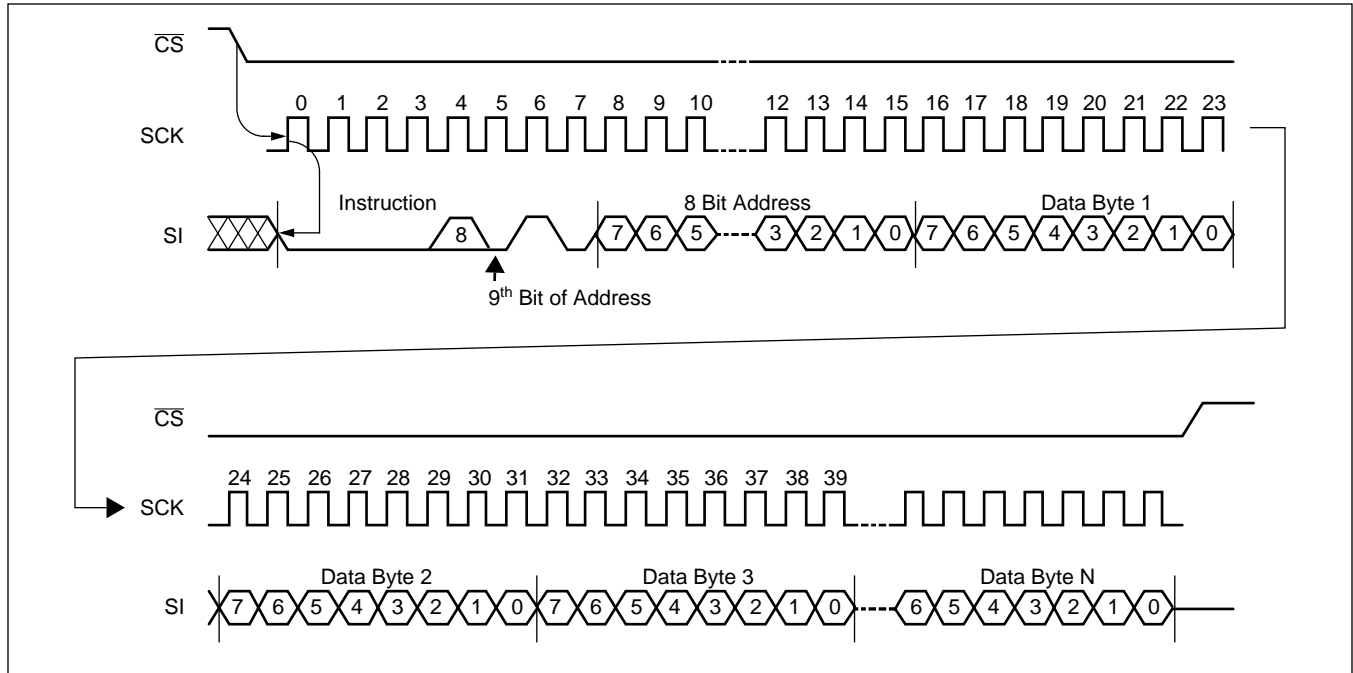 CS
0 1 2 3 4 5 6 7 8 9 10 12 13 14 15 16 17 18 19 20 21 22 23
SCK
Instruction 8 Bit Address Data Byte 1
SI 8 7 6 5 3 2 1 0 7 6 5 4 3 2 1 0
9th Bit of Address
CS
24 25 26 27 28 29 30 31 32 33 34 35 36 37 38 39
SCK
Data Byte 2 Data Byte 3 Data Byte N
SI 7 6 5 4 3 2 1 0 7 6 5 4 3 2 1 0 6 5 4 3 2 1 0